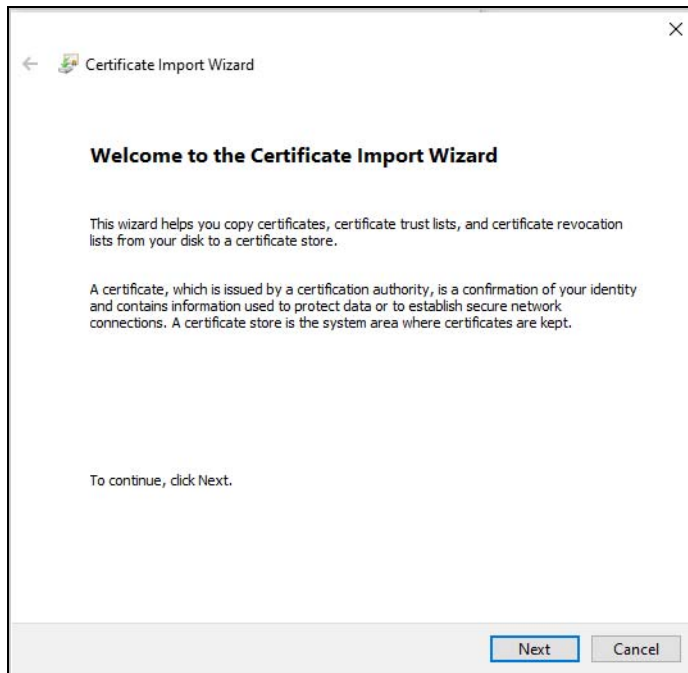 Certificate Import Wizard
Welcome to the Certificate Import Wizard
This wizard helps you copy certificates, certificate trust lists, and certificate revocation
lists from your disk to a certificate store.
A certificate, which is issued by a certification authority, is a confirmation of your identity
and contains information used to protect data or to establish secure network
connections. A certificate store is the system area where certificates are kept.
To continue, click Next.
Next Cancel